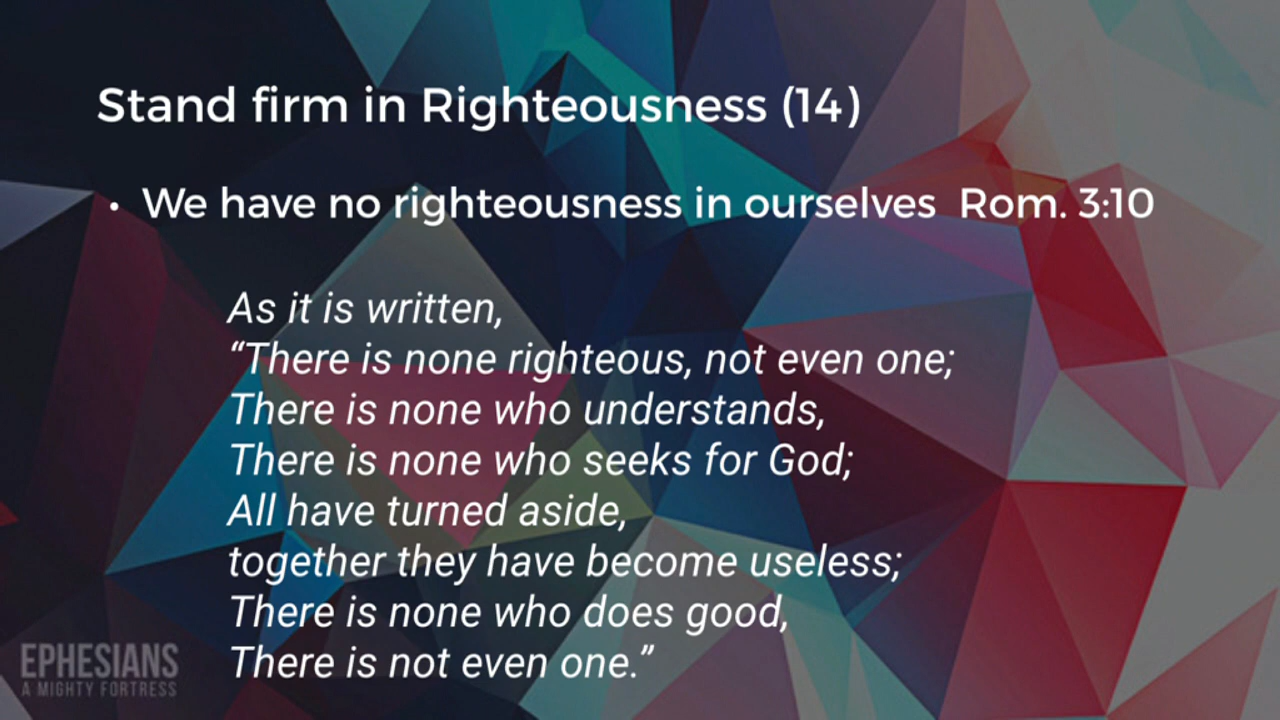 Stand firm in Righteousness (14)
• We have no righteousness in ourselves  Rom. 3:10
As it is written,
“There is none righteous, not even one;
There is none who understands,
There is none who seeks for God;
All have turned aside,
together they have become useless;
There is none who does good,
There is not even one.”
EPHESIANS
A MIGHTY FORTRESS